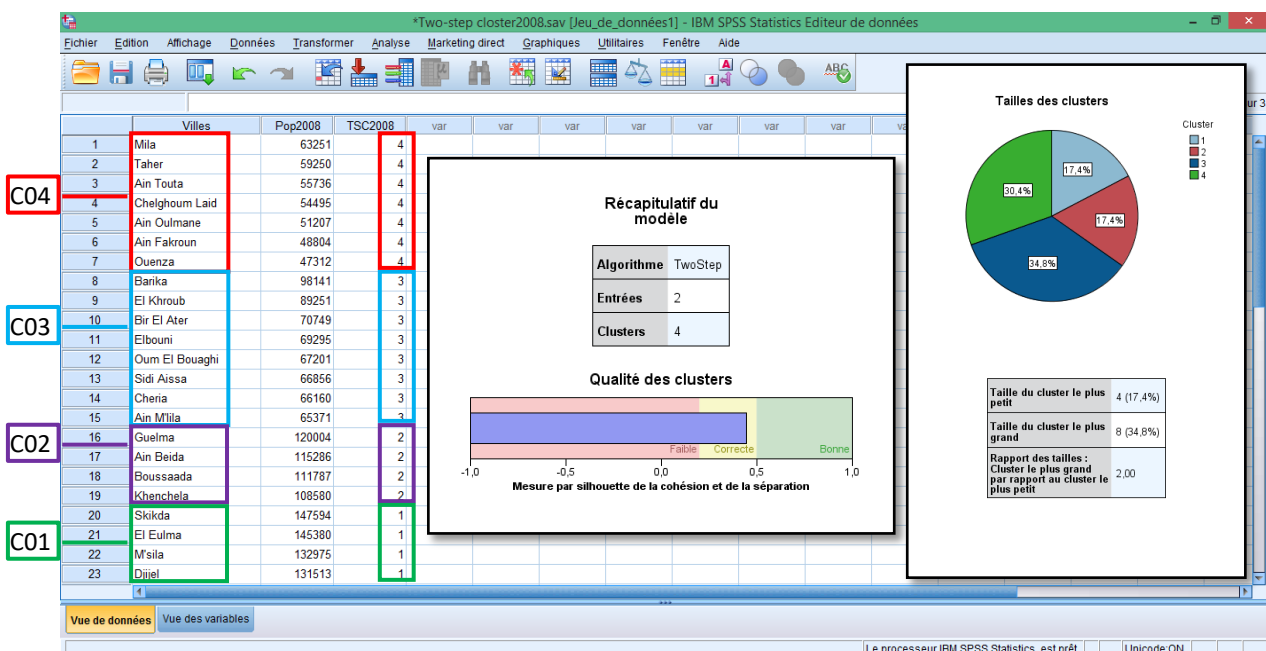 *Two-step closter2008.sav [Jeu_de_données1] - IBM SPSS Statistics Editeur de données
Fichier Edition Affichage Données Transformer Analyse Marketing direct Graphiques Utilitaires Fenêtre Aide
Villes Pop2008 TSC2008 var var var var var var var
1 Mila 63251 4
2 Taher 59250 4
3 Ain Touta 55736 4
4 Chelghoum Laid 54495 4
5 Ain Oulmane 51207 4
6 Ain Fakroun 48804 4
7 Ouenza 47312 4
8 Barika 98141 3
9 El Khroub 89251 3
10 Bir El Ater 70749 3
11 Elbouni 69295 3
12 Oum El Bouaghi 67201 3
13 Sidi Aissa 66856 3
14 Cheria 66160 3
15 Ain M'lila 65371 3
16 Guelma 120004 2
17 Ain Beida 115286 2
18 Boussaada 111787 2
19 Khenchela 108580 2
20 Skikda 147594 1
21 El Eulma 145380 1
22 M'sila 132975 1
23 Djijel 131513 1
C04
C03
C02
C01
Récapitulatif du
modèle
Algorithme TwoStep
Entrées 2
Clusters 4
Qualité des clusters
Faible Correcte Bonne
-1,0 -0,5 0,0 0,5 1,0
Mesure par silhouette de la cohésion et de la séparation
Tailles des clusters
Cluster
1
2
3
4
17,4%
17,4%
34,8%
30,4%
Taille du cluster le plus
petit 4 (17,4%)
Taille du cluster le plus
grand 8 (34,8%)
Rapport des tailles :
Cluster le plus grand
par rapport au cluster le
plus petit 2,00
ur 3
Vue de données Vue des variables
Le processeur IBM SPSS Statistics est prêt Unicode:ON